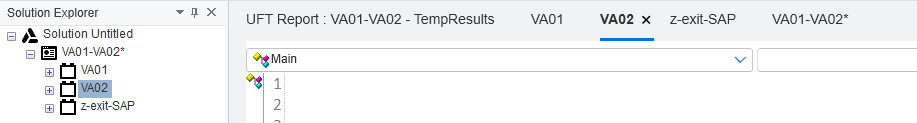 Solution Explorer
Solution Untitled
VA01-VA02*
VA01
VA02
z-exit-SAP
UFT Report : VA01-VA02 - TempResults VA01 VA02 z-exit-SAP VA01-VA02*
Main
1
2